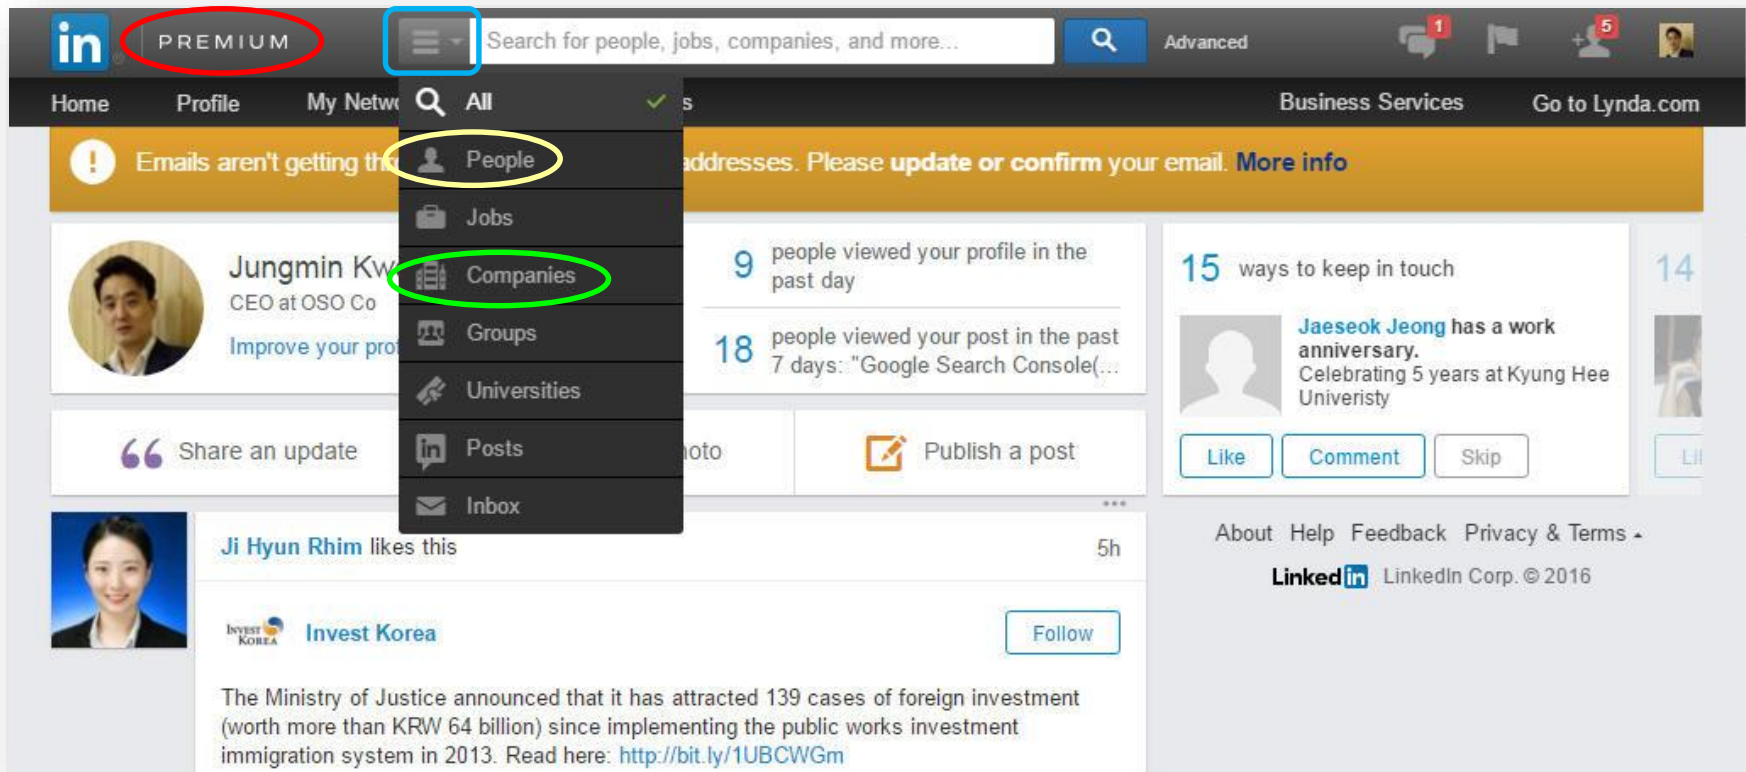 in PREMIUM Search for people, jobs, companies, and more... Advanced 1 5
Home Profile My Netw s Business Services Go to Lynda.com
All
People
Jobs
Companies
Groups
Universities
Posts
Inbox
Emails aren't getting th addresses. Please update or confirm your email. More info
Jungmin Kw
CEO at OSO Co
Improve your prof
9 people viewed your profile in the
past day
18 people viewed your post in the past
7 days: "Google Search Console(...
15 ways to keep in touch
Jaeseok Jeong has a work
anniversary.
Celebrating 5 years at Kyung Hee
Univeristy
Like Comment Skip
14
Li
Share an update oto Publish a post
Ji Hyun Rhim likes this 5h
INVEST KOREA Invest Korea Follow
The Ministry of Justice announced that it has attracted 139 cases of foreign investment
(worth more than KRW 64 billion) since implementing the public works investment
immigration system in 2013. Read here: http://bit.ly/1UBCWGm
About Help Feedback Privacy & Terms
Linked in LinkedIn Corp. © 2016